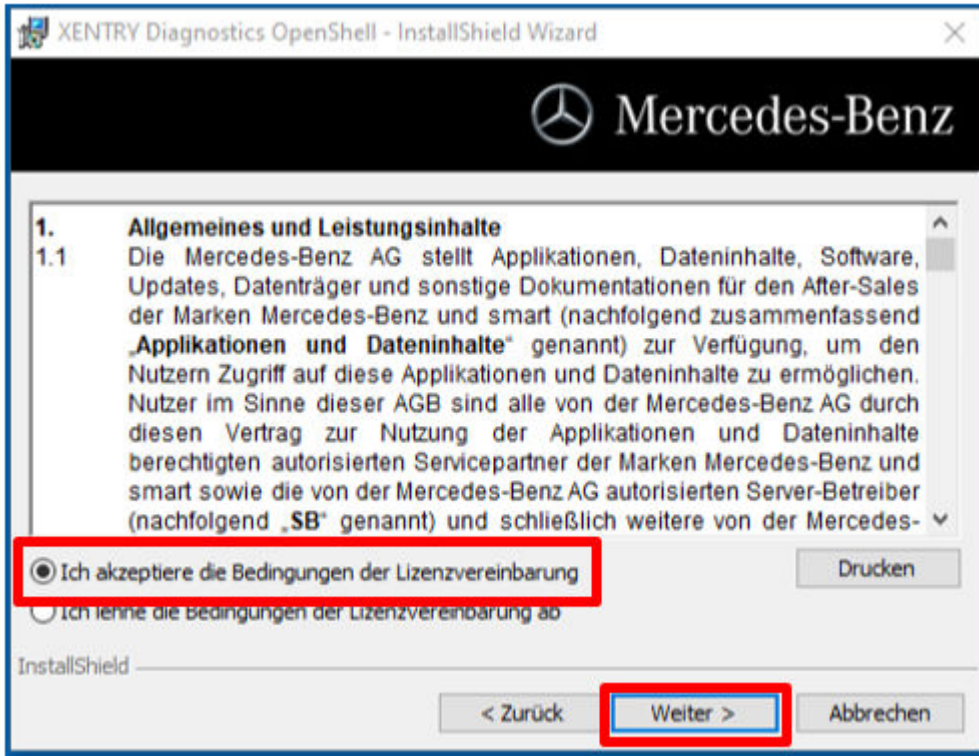 XENTRY Diagnostics OpenShell - InstallShield Wizard
Mercedes-Benz
1. Allgemeines und Leistungsinhalte
1.1 Die Mercedes-Benz AG stellt Applikationen, Dateninhalte, Software,
Updates, Datenträger und sonstige Dokumentationen für den After-Sales
der Marken Mercedes-Benz und smart (nachfolgend zusammenfassend
„Applikationen und Dateninhalte“ genannt) zur Verfügung, um den
Nutzern Zugriff auf diese Applikationen und Dateninhalte zu ermöglichen.
Nutzer im Sinne dieser AGB sind alle von der Mercedes-Benz AG durch
diesen Vertrag zur Nutzung der Applikationen und Dateninhalte
berechtigten autorisierten Servicepartner der Marken Mercedes-Benz und
smart sowie die von der Mercedes-Benz AG autorisierten Server-Betreiber
(nachfolgend „SB“ genannt) und schließlich weitere von der Mercedes-
Ich akzeptiere die Bedingungen der Lizenzvereinbarung
Drucken
Ich lehne die Bedingungen der Lizenzvereinbarung ab
InstallShield
< Zurück
Weiter >
Abbrechen